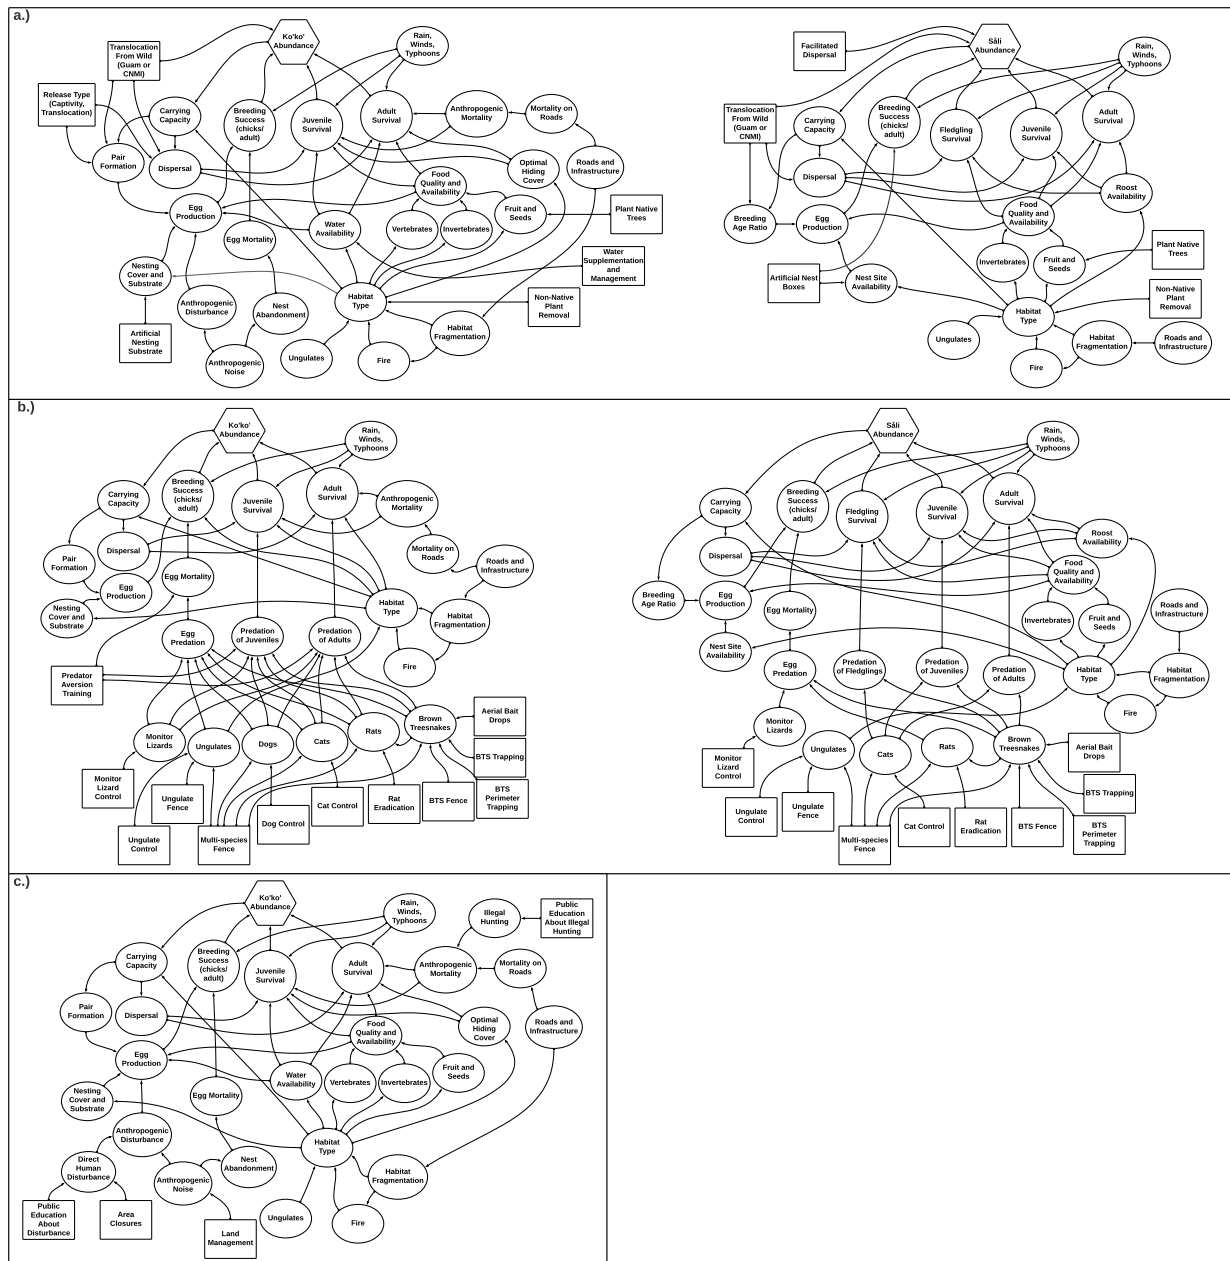 a.)
Ko'ko'
Abundance
Rain,
Winds,
Typhoons
Translocation
From Wild
(Guam or
CNMI)
Release Type
(Captivity,
Translocation)
Carrying
Capacity
Breeding
Success
(chicks/
adult)
Juvenile
Survival
Adult
Survival
Anthropogenic
Mortality
Mortality on
Roads
Pair
Formation
Dispersal
Food
Quality and
Availability
Optimal
Hiding
Cover
Roads and
Infrastructure
Egg
Production
Egg Mortality
Water
Availability
Vertebrates
Invertebrates
Fruit and
Seeds
Plant Native
Trees
Nesting
Cover and
Substrate
Water
Supplementation
and
Management
Anthropogenic
Disturbance
Nest
Abandonment
Habitat
Type
Non-Native
Plant
Removal
Artificial
Nesting
Substrate
Anthropogenic
Noise
Ungulates
Fire
Habitat
Fragmentation
Såli
Abundance
Facilitated
Dispersal
Rain,
Winds,
Typhoons
Translocation
From Wild
(Guam or
CNMI)
Carrying
Capacity
Breeding
Success
(chicks/
adult)
Fledgling
Survival
Juvenile
Survival
Adult
Survival
Dispersal
Roost
Availability
Breeding
Age Ratio
Egg
Production
Food
Quality and
Availability
Invertebrates
Fruit and
Seeds
Plant Native
Trees
Artificial Nest
Boxes
Nest Site
Availability
Non-Native
Plant
Removal
Habitat
Type
Ungulates
Fire
Habitat
Fragmentation
Roads and
Infrastructure
b.)
Ko'ko'
Abundance
Rain,
Winds,
Typhoons
Carrying
Capacity
Breeding
Success
(chicks/
adult)
Juvenile
Survival
Adult
Survival
Anthropogenic
Mortality
Dispersal
Mortality on
Roads
Roads and
Infrastructure
Pair
Formation
Egg
Production
Egg Mortality
Nesting
Cover and
Substrate
Habitat
Type
Habitat
Fragmentation
Egg
Predation
Predation
of Juveniles
Predation
of Adults
Fire
Predator
Aversion
Training
Monitor
Lizards
Ungulates
Dogs
Cats
Rats
Brown
Treesnakes
Aerial Bait
Drops
BTS Trapping
Monitor
Lizard
Control
Ungulate
Fence
Cat Control
Rat
Eradication
BTS Fence
BTS
Perimeter
Trapping
Dog Control
Ungulate
Control
Multi-species
Fence
Såli
Abundance
Rain,
Winds,
Typhoons
Carrying
Capacity
Breeding
Success
(chicks/
adult)
Fledgling
Survival
Juvenile
Survival
Adult
Survival
Dispersal
Roost
Availability
Breeding
Age Ratio
Egg
Production
Egg Mortality
Food
Quality and
Availability
Invertebrates
Fruit and
Seeds
Roads and
Infrastructure
Nest Site
Availability
Egg
Predation
Predation
of Fledglings
Predation
of Juveniles
Predation
of Adults
Habitat
Type
Habitat
Fragmentation
Monitor
Lizards
Fire
Ungulates
Cats
Rats
Brown
Treesnakes
Aerial Bait
Drops
Monitor
Lizard
Control
BTS Trapping
Ungulate
Control
Ungulate
Fence
Multi-species
Fence
Cat Control
Rat
Eradication
BTS Fence
BTS
Perimeter
Trapping
c.)
Ko'ko'
Abundance
Rain,
Winds,
Typhoons
Illegal
Hunting
Public
Education
About Illegal
Hunting
Carrying
Capacity
Breeding
Success
(chicks/
adult)
Juvenile
Survival
Adult
Survival
Anthropogenic
Mortality
Mortality on
Roads
Pair
Formation
Dispersal
Food
Quality and
Availability
Optimal
Hiding
Cover
Roads and
Infrastructure
Egg
Production
Egg Mortality
Water
Availability
Vertebrates
Invertebrates
Fruit and
Seeds
Nesting
Cover and
Substrate
Anthropogenic
Disturbance
Habitat
Type
Direct
Human
Disturbance
Anthropogenic
Noise
Nest
Abandonment
Habitat
Fragmentation
Public
Education
About
Disturbance
Area
Closures
Land
Management
Ungulates
Fire